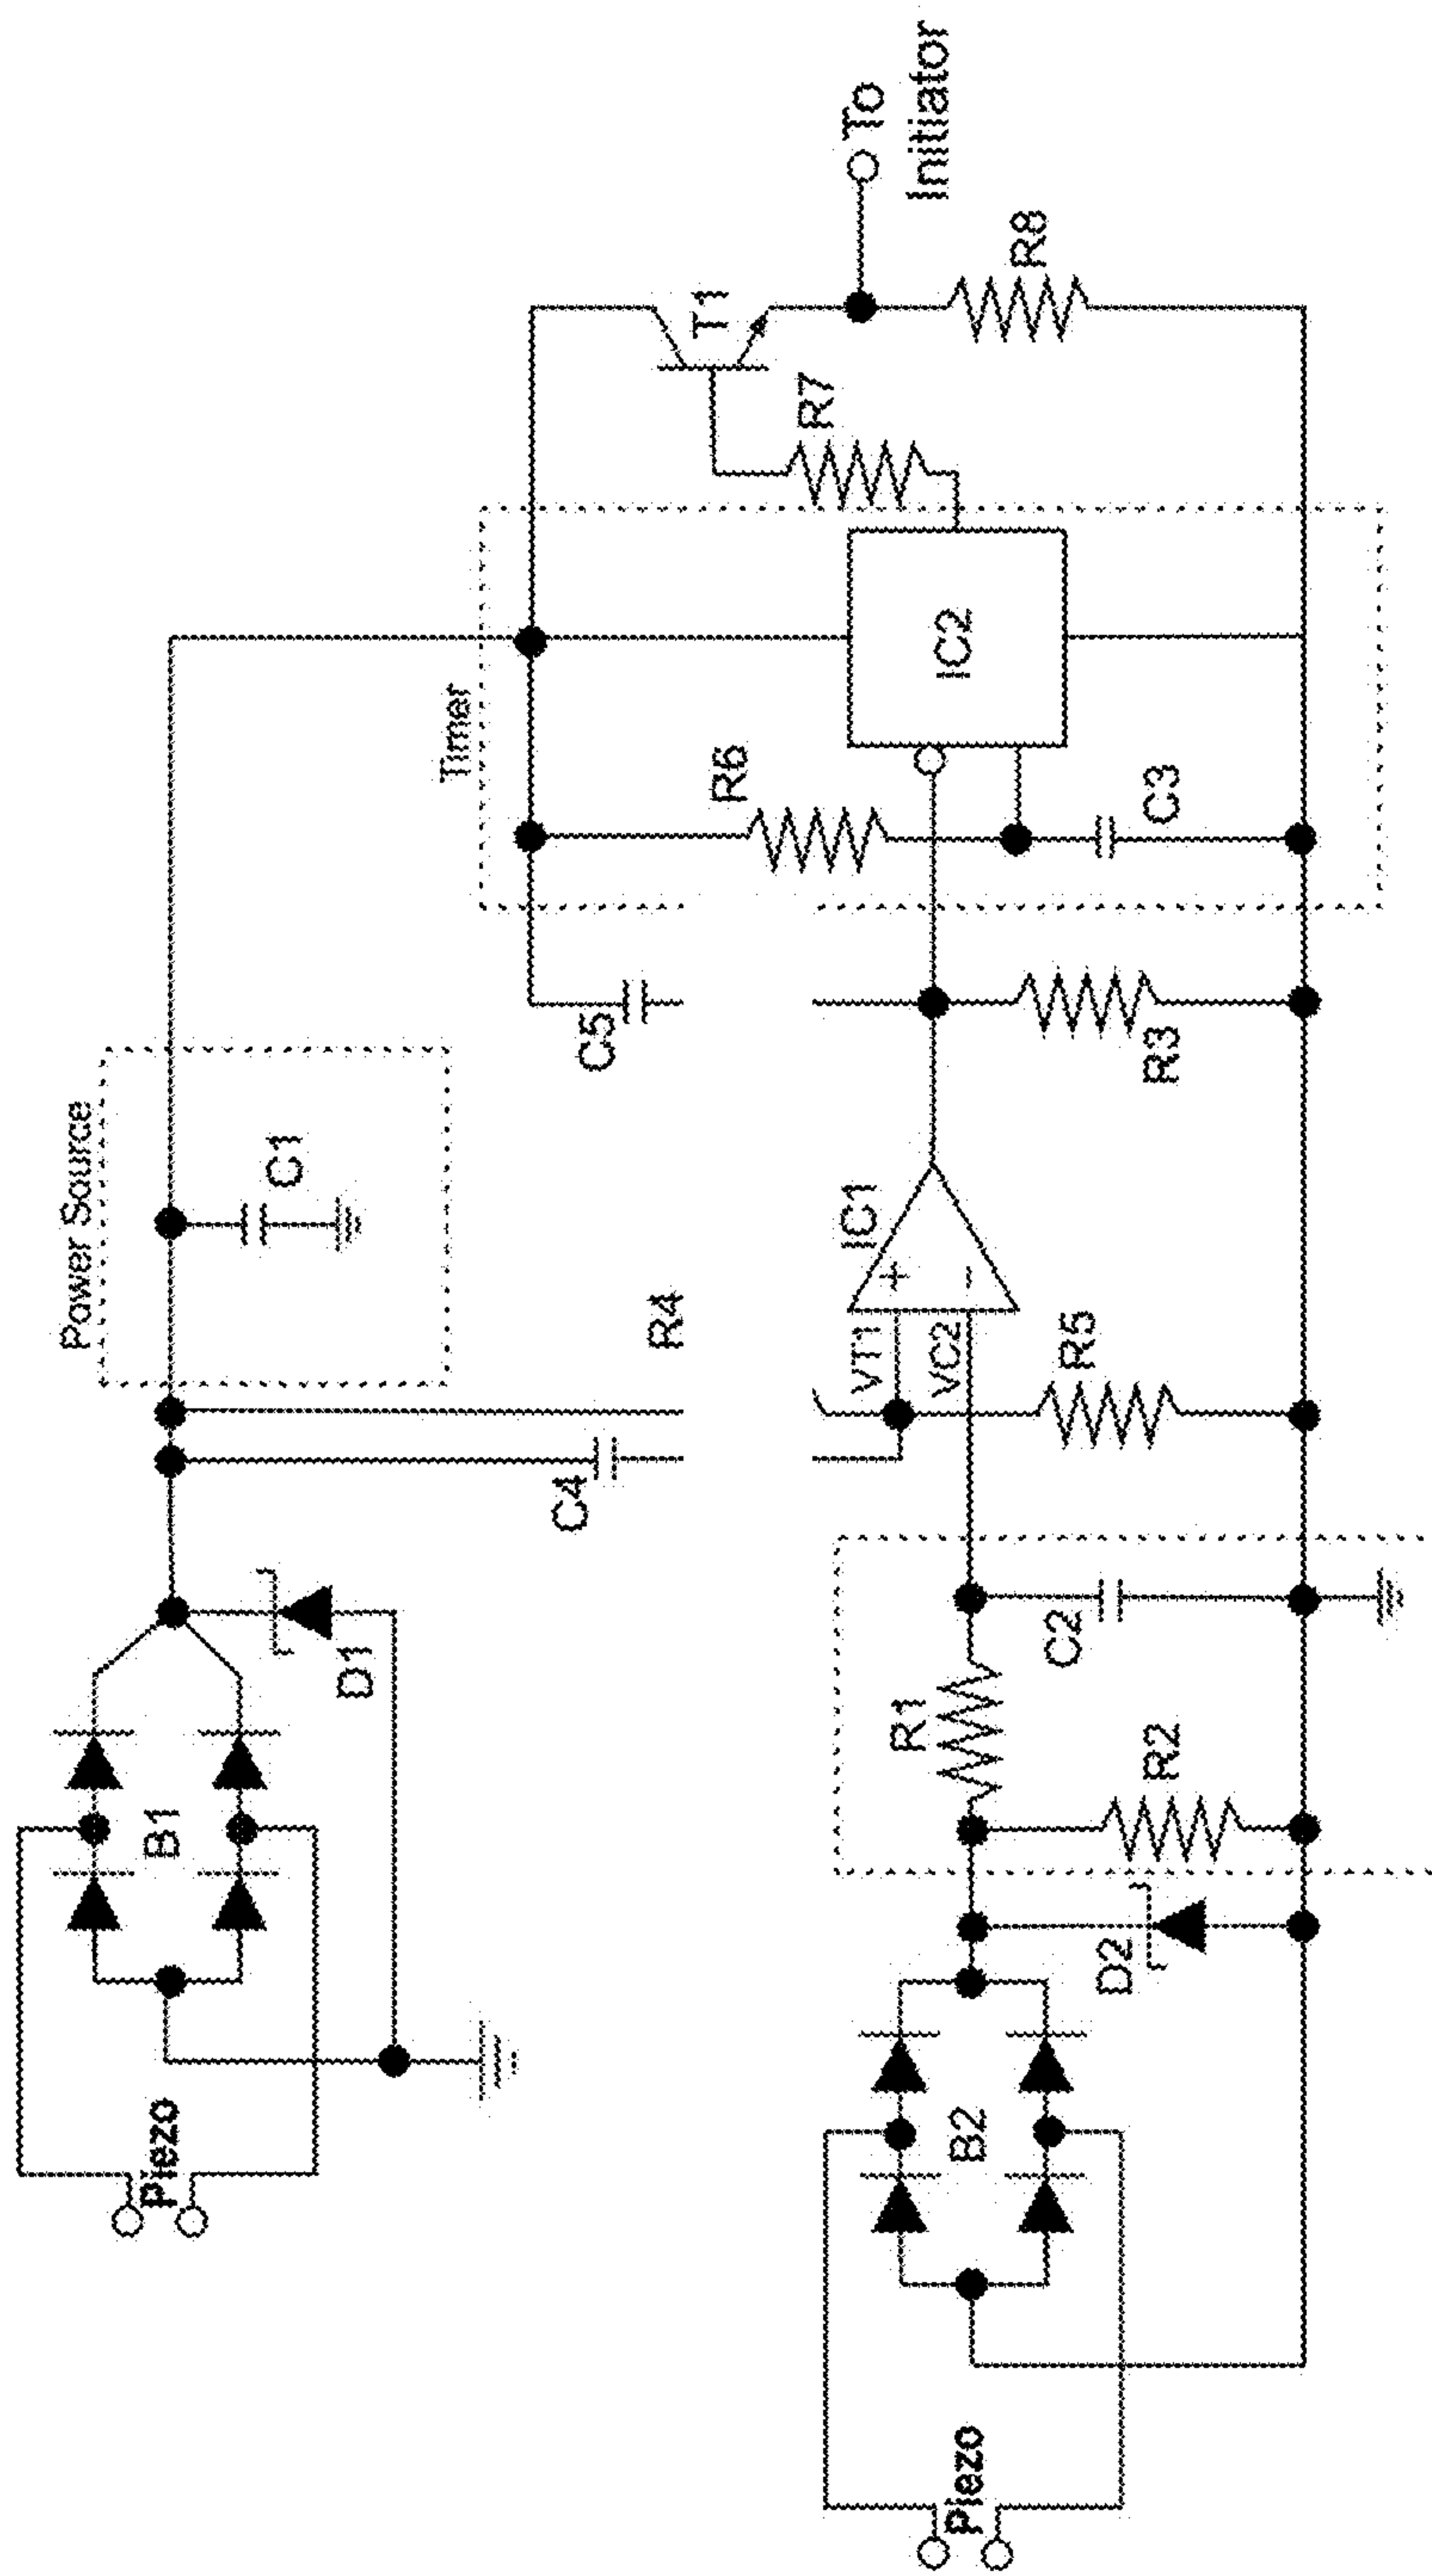 Piezo
B1
D1
C4
Power Source
C1
R4
C5
Timer
R6
IC2
C3
R7
T1
To
Initiator
R8
Piezo
B2
D2
R2
R1
C2
VT1
VC2
+
-
IC1
R5
R3